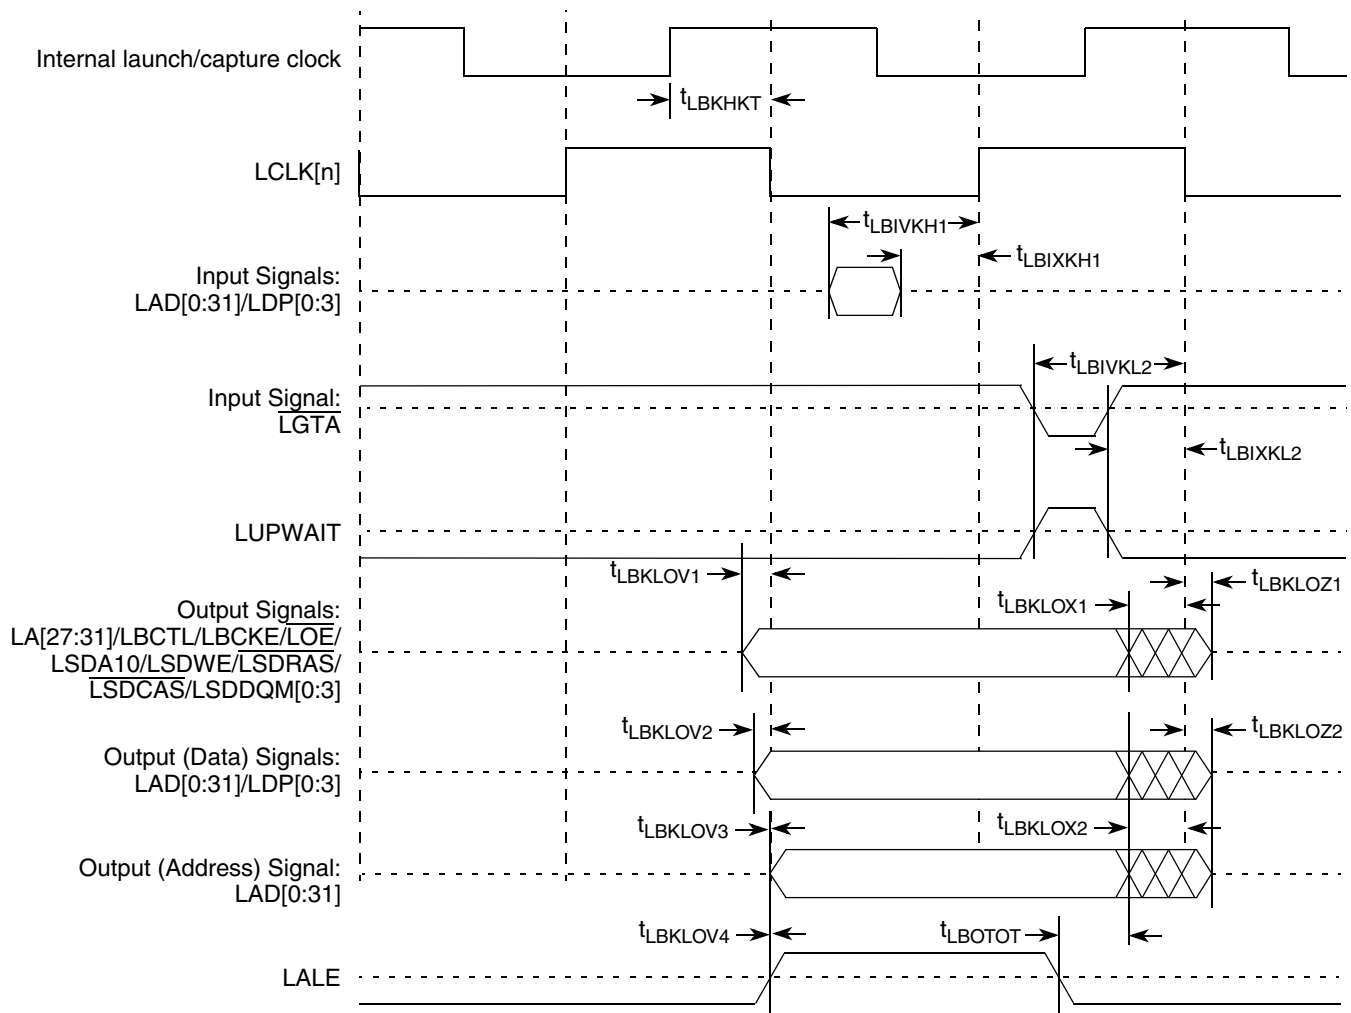 Internal launch/capture clock
tLBKHKT
LCLK[n]
tLBIVKH1
tLBIXKH1
Input Signals:
LAD[0:31]/LDP[0:3]
tLBIVKL2
Input Signal:
LGTA
tLBIXKL2
LUPWAIT
tLBKLOV1
tLBKLOZ1
tLBKLOX1
Output Signals:
LA[27:31]/LBCTL/LBCKE/LOE/
LSDA10/LSDWE/LSDRAS/
LSDCAS/LSDDQM[0:3]
tLBKLOV2
tLBKLOZ2
Output (Data) Signals:
LAD[0:31]/LDP[0:3]
tLBKLOV3
tLBKLOX2
Output (Address) Signal:
LAD[0:31]
tLBKLOV4
tLBOTOT
LALE